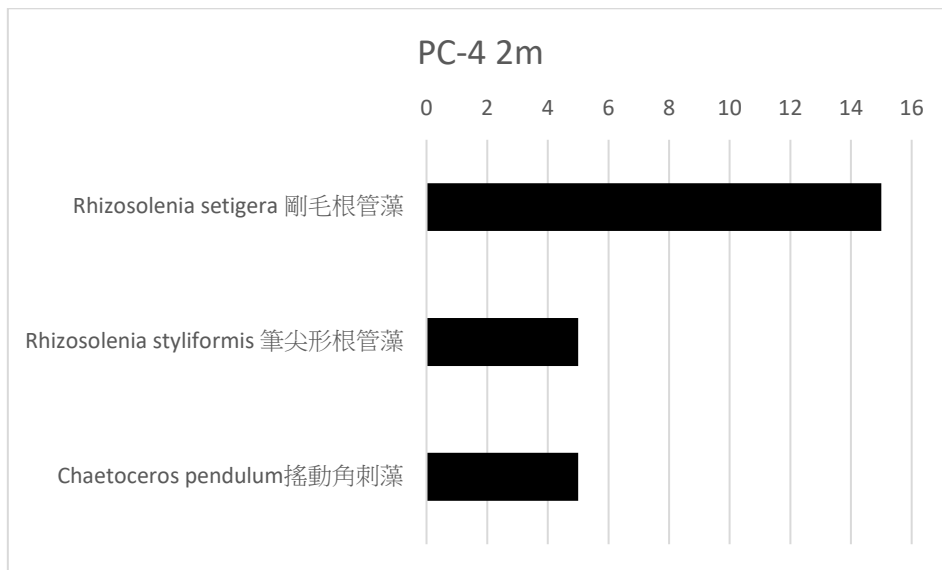 PC-4 2m
0 2 4 6 8 10 12 14 16
Rhizosolenia setigera 剛毛根管藻
Rhizosolenia styliformis 筆尖形根管藻
Chaetoceros pendulum搖動角刺藻